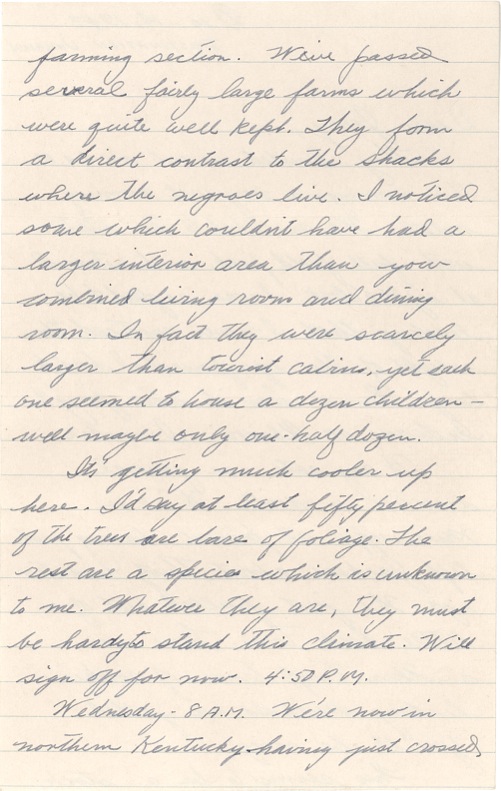 farming section. We've passed
several fairly large farms which
were quite well kept. They form
a direct contrast to the shacks
where the negroes live. I noticed
some which couldn't have had a
larger interior area than your
combined living room and dining
room. In fact they were scarcely
larger than tourist cabins, yet each
one seemed to house a dozen children -
well maybe only one-half dozen.
It's getting much cooler up
here. I'd say at least fifty percent
of the trees are bare of foliage. The
rest are a species which is unknown
to me. Whatever they are, they must
be hardy to stand this climate. Will
sign off for now. 4:50 P.M.
Wednesday - 8 A.M. We're now in
northern Kentucky having just crossed